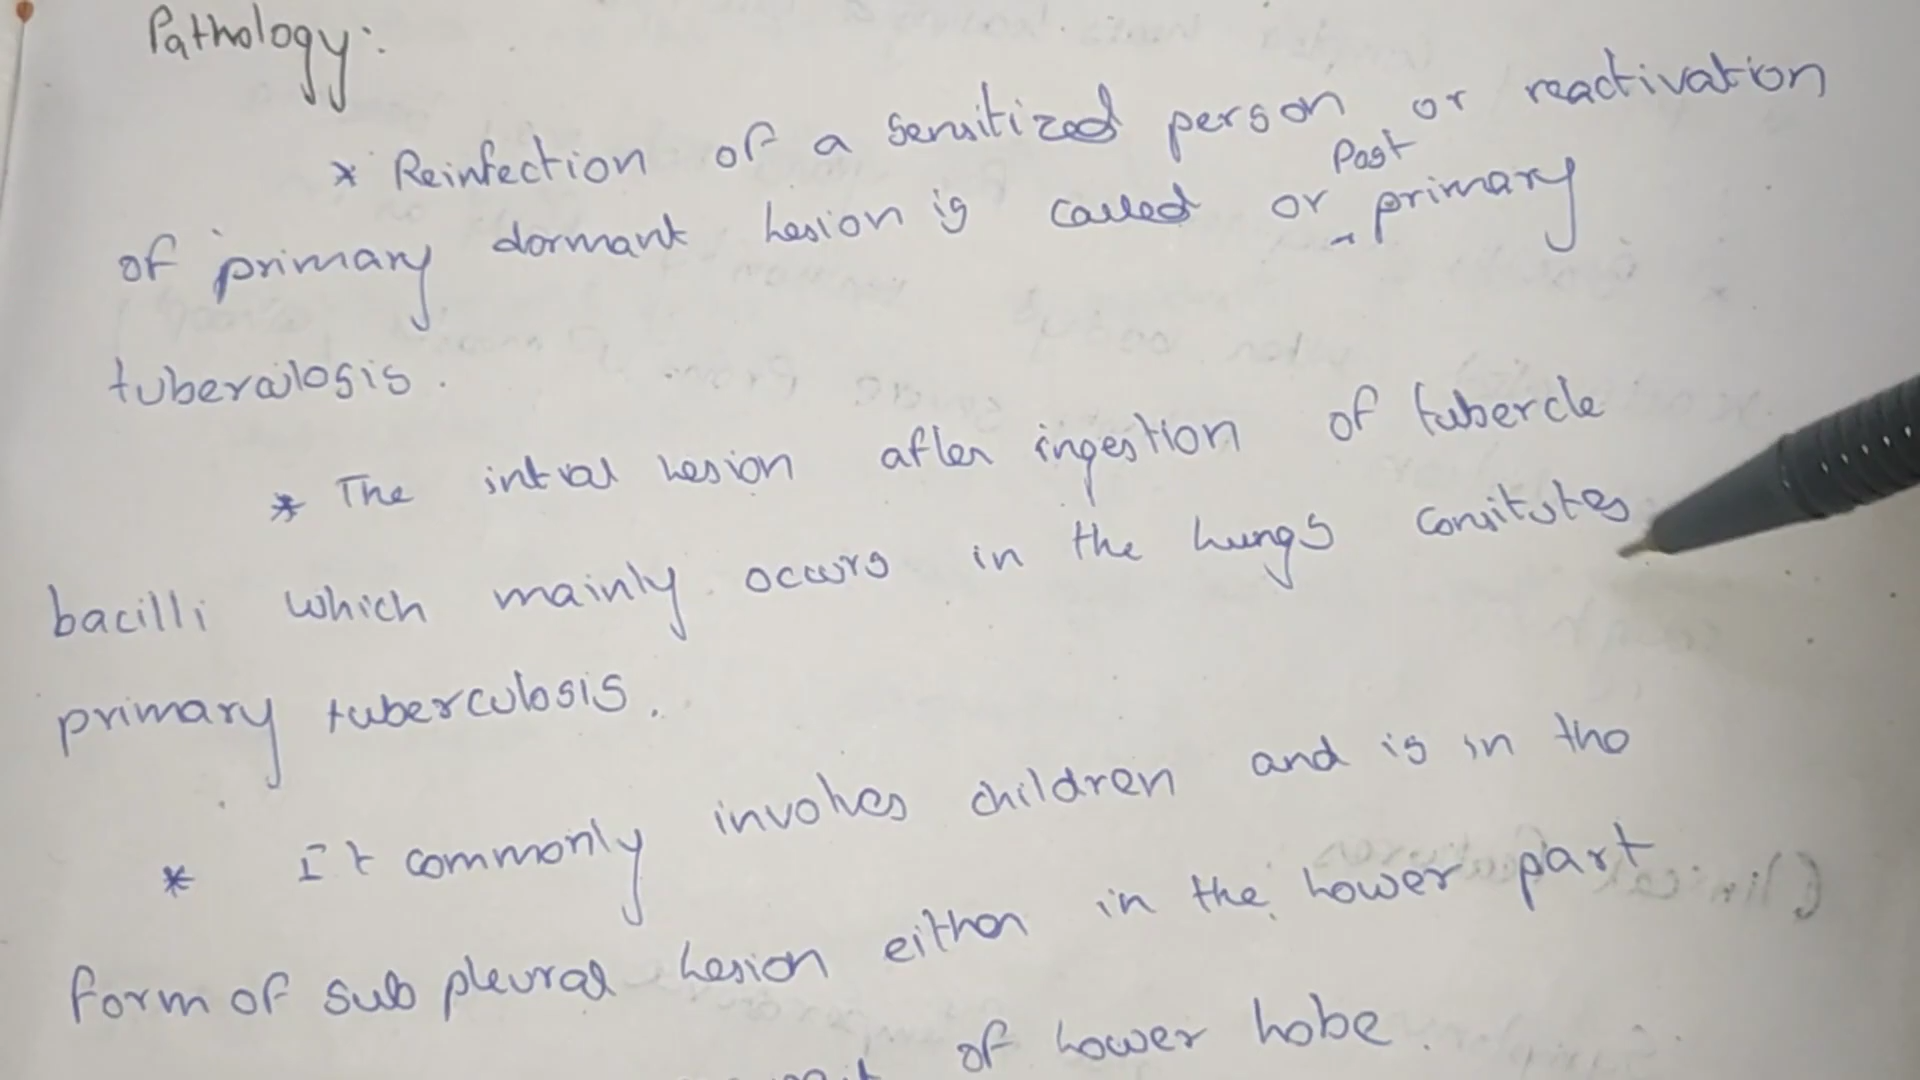 Pathology:
* Reinfection of a sensitized person or reactivation
of primary dormant Lesion is called or Post primary
tuberculosis.
* The intial Lesion after ingestion of tubercle
bacilli which mainly occurs in the Lungs consitutes
primary tuberculosis.
* It commonly involves children and is in the
form of sub pleural Lesion either in the Lower part
of Lower Lobe.